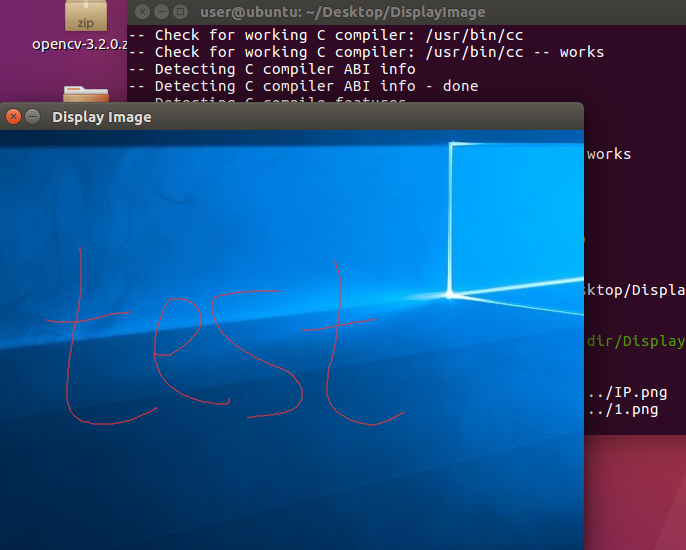 user@ubuntu: ~/Desktop/DisplayImage
zip
opencv-3.2.0.z
-- Check for working C compiler: /usr/bin/cc
-- Check for working C compiler: /usr/bin/cc -- works
-- Detecting C compiler ABI info
-- Detecting C compiler ABI info - done
-- Detecting C compile features
Display Image
works
ktop/Displa
dir/Display
../IP.png
../1.png
test